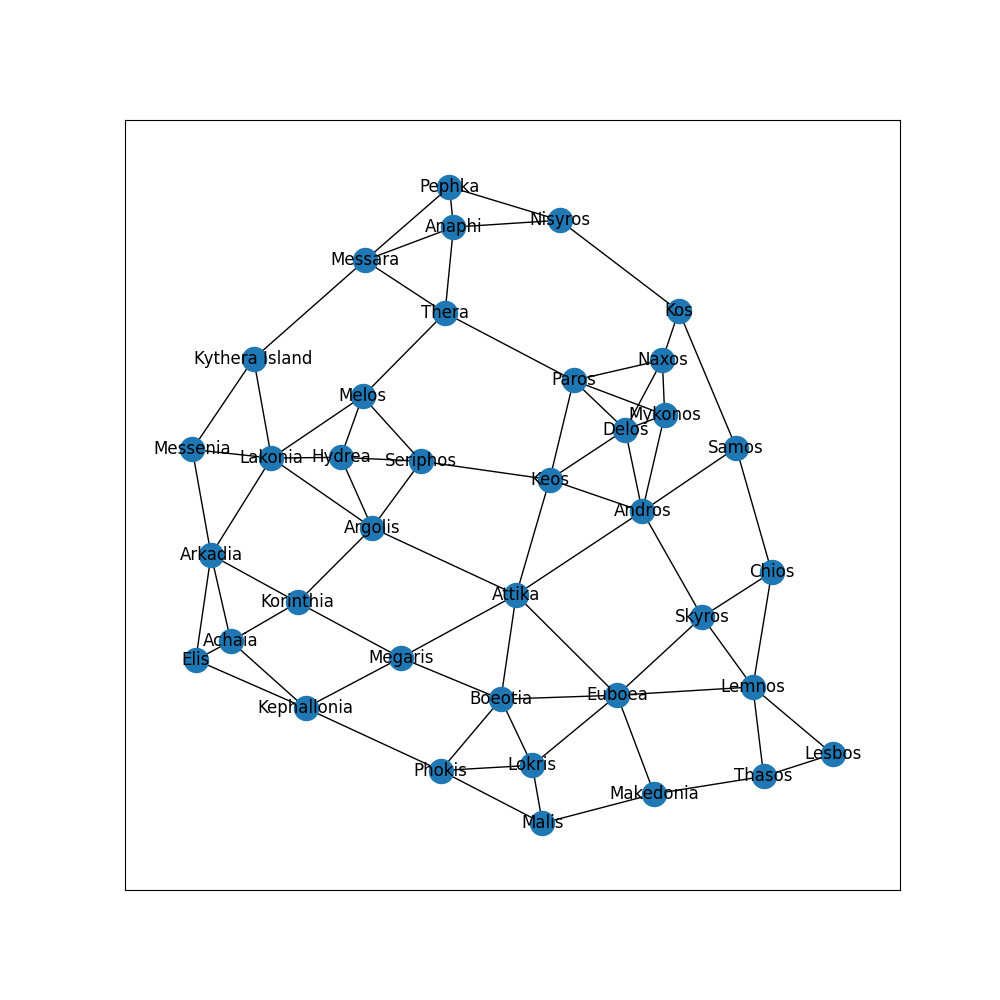 Pephka
Nisyros
Anaphi
Messara
Kos
Thera
Kythera Island
Naxos
Paros
Melos
Mykonos
Delos
Messenia
Samos
Lakonia
Hydrea
Seriphos
Keos
Andros
Argolis
Arkadia
Chios
Attika
Korinthia
Skyros
Achaia
Megaris
Elis
Lemnos
Euboea
Boeotia
Kephallonia
Lesbos
Lokris
Phokis
Thasos
Makedonia
Malis